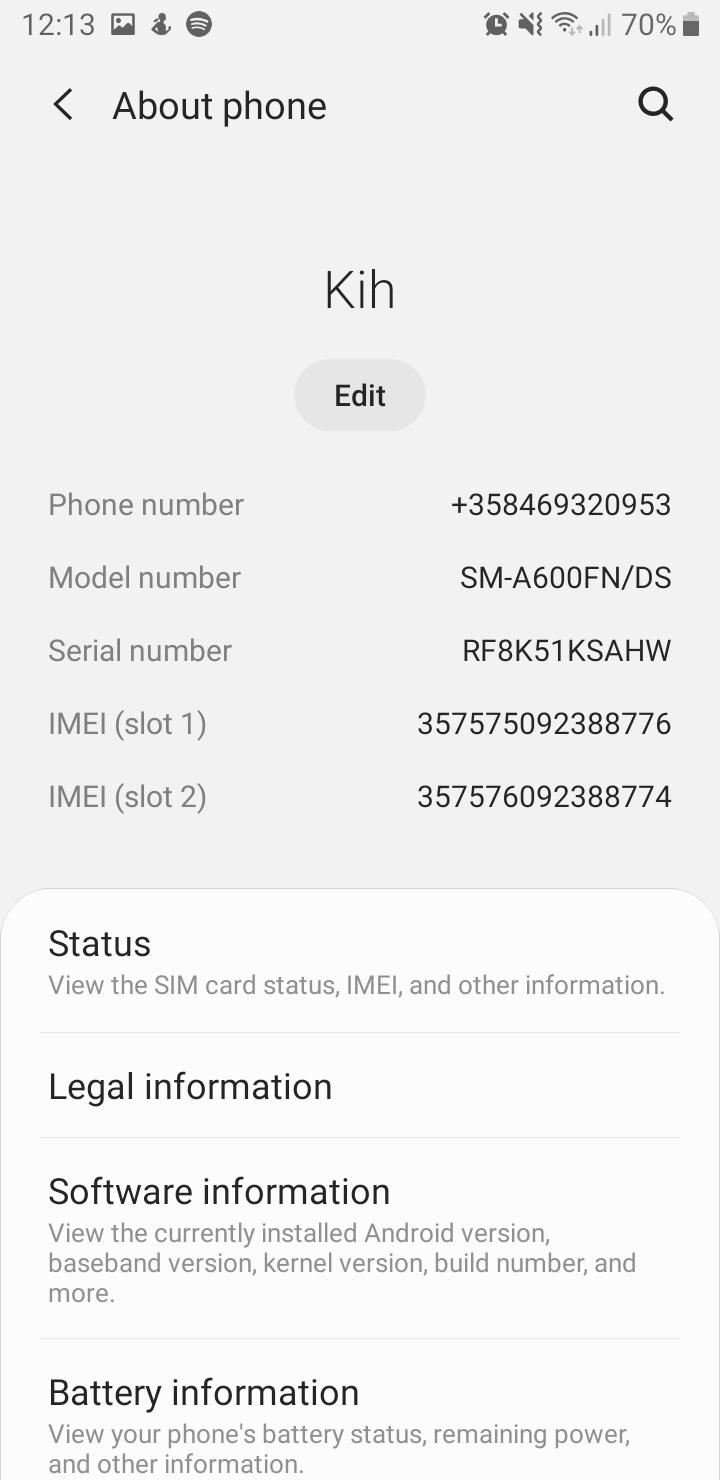 12:13 70%
About phone
Kih
Edit
Phone number +358469320953
Model number SM-A600FN/DS
Serial number RF8K51KSAHW
IMEI (slot 1) 357575092388776
IMEI (slot 2) 357576092388774
Status
View the SIM card status, IMEI, and other information.
Legal information
Software information
View the currently installed Android version,
baseband version, kernel version, build number, and
more.
Battery information
View your phone's battery status, remaining power,
and other information.